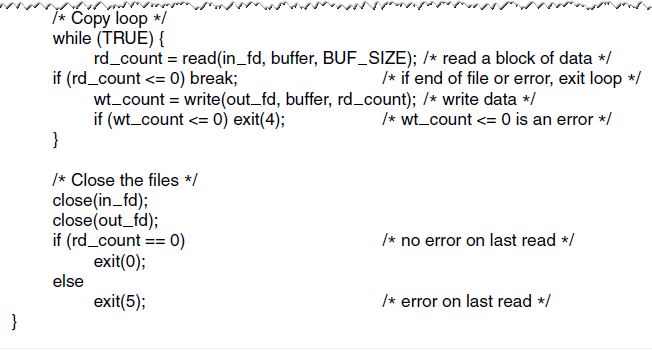 /* Copy loop */
while (TRUE) {
rd_count = read(in_fd, buffer, BUF_SIZE); /* read a block of data */
if (rd_count <= 0) break; /* if end of file or error, exit loop */
wt_count = write(out_fd, buffer, rd_count); /* write data */
if (wt_count <= 0) exit(4); /* wt_count <= 0 is an error */
}
/* Close the files */
close(in_fd);
close(out_fd);
if (rd_count == 0) /* no error on last read */
exit(0);
else
exit(5); /* error on last read */
}